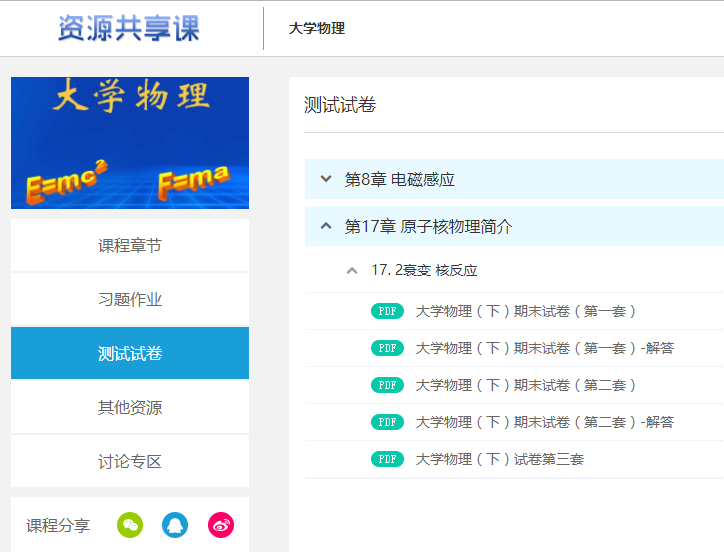 资源共享课
大学物理
大学物理
E=mc²
F=ma
课程章节
习题作业
测试试卷
其他资源
讨论专区
课程分享
测试试卷
第8章 电磁感应
第17章 原子核物理简介
17. 2衰变 核反应
PDF 大学物理（下）期末试卷（第一套）
PDF 大学物理（下）期末试卷（第一套）-解答
PDF 大学物理（下）期末试卷（第二套）
PDF 大学物理（下）期末试卷（第二套）-解答
PDF 大学物理（下）试卷第三套